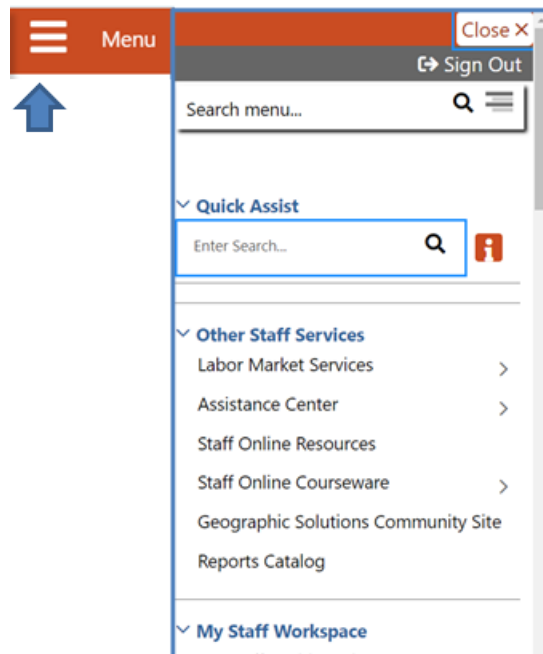 Menu
Close ×
Sign Out
Search menu...
Quick Assist
Enter Search...
Other Staff Services
Labor Market Services
Assistance Center
Staff Online Resources
Staff Online Courseware
Geographic Solutions Community Site
Reports Catalog
My Staff Workspace